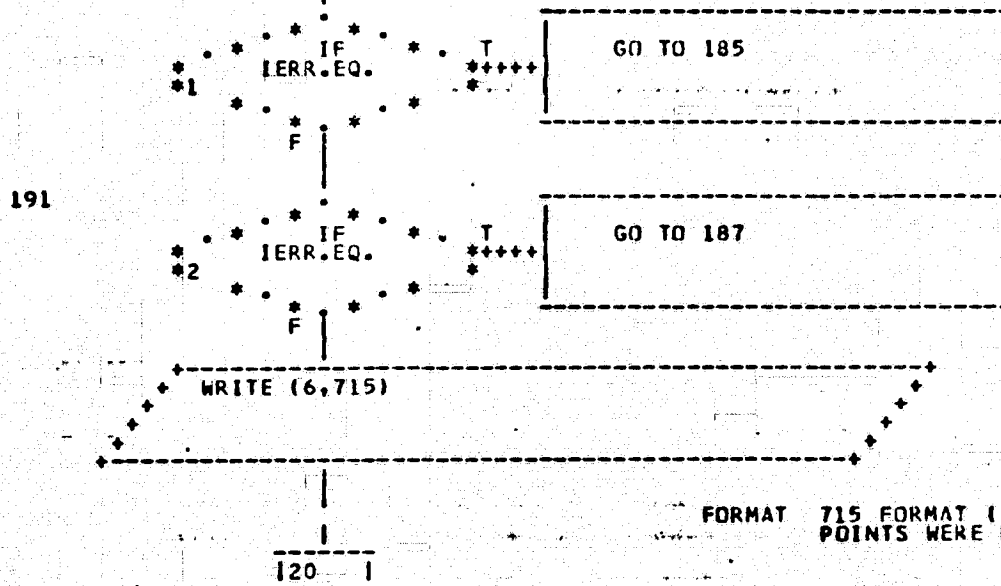 IF
IERR.EQ.
1
T
GO TO 185
F
191
IF
IERR.EQ.
2
T
GO TO 187
F
WRITE (6,715)
FORMAT 715 FORMAT (
POINTS WERE
20